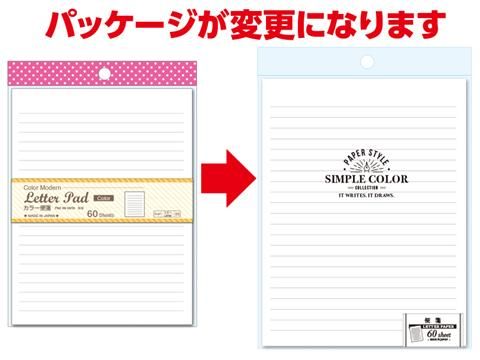 パッケージが変更になります
Color Modern
Letter Pad
Color
カラー便箋
60 Sheets
★ MADE IN JAPAN ★
PAPER STYLE
SIMPLE COLOR
COLLECTION
IT WRITES. IT DRAWS.
便箋
LETTER PAPER
60 sheet